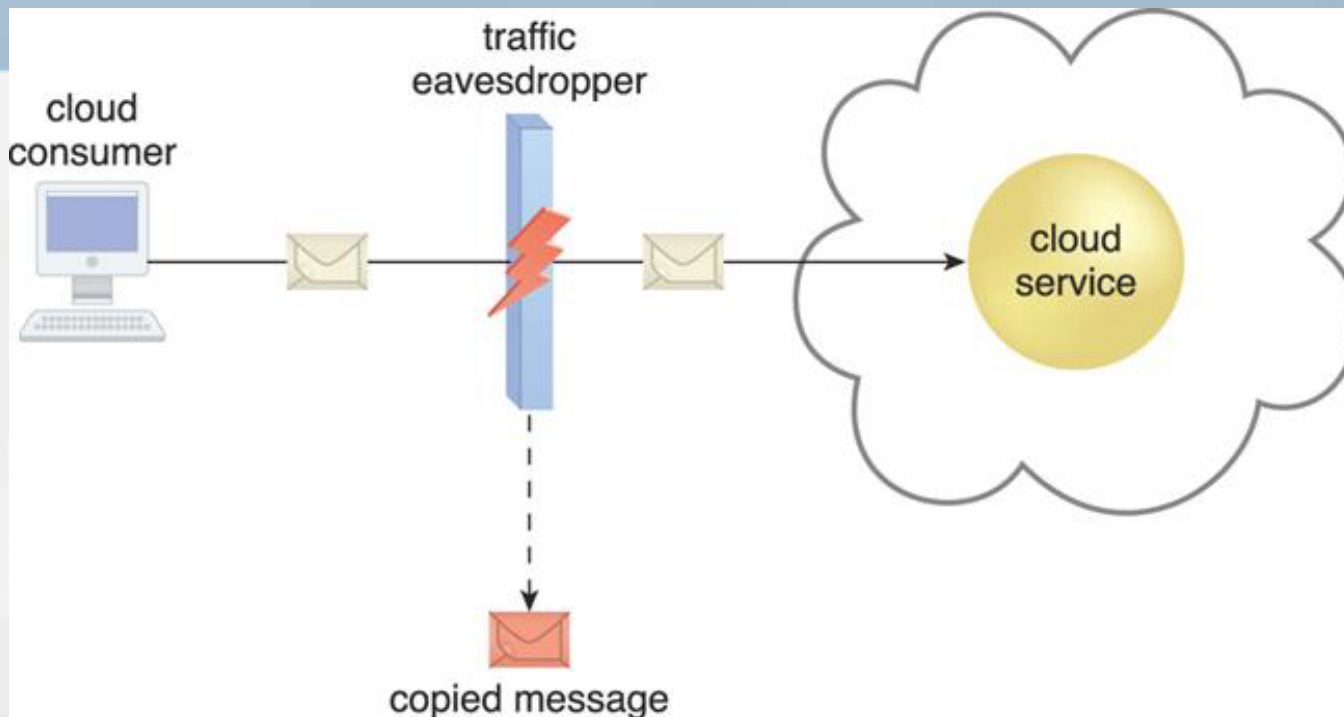 traffic
eavesdropper
cloud
consumer
cloud
service
copied message